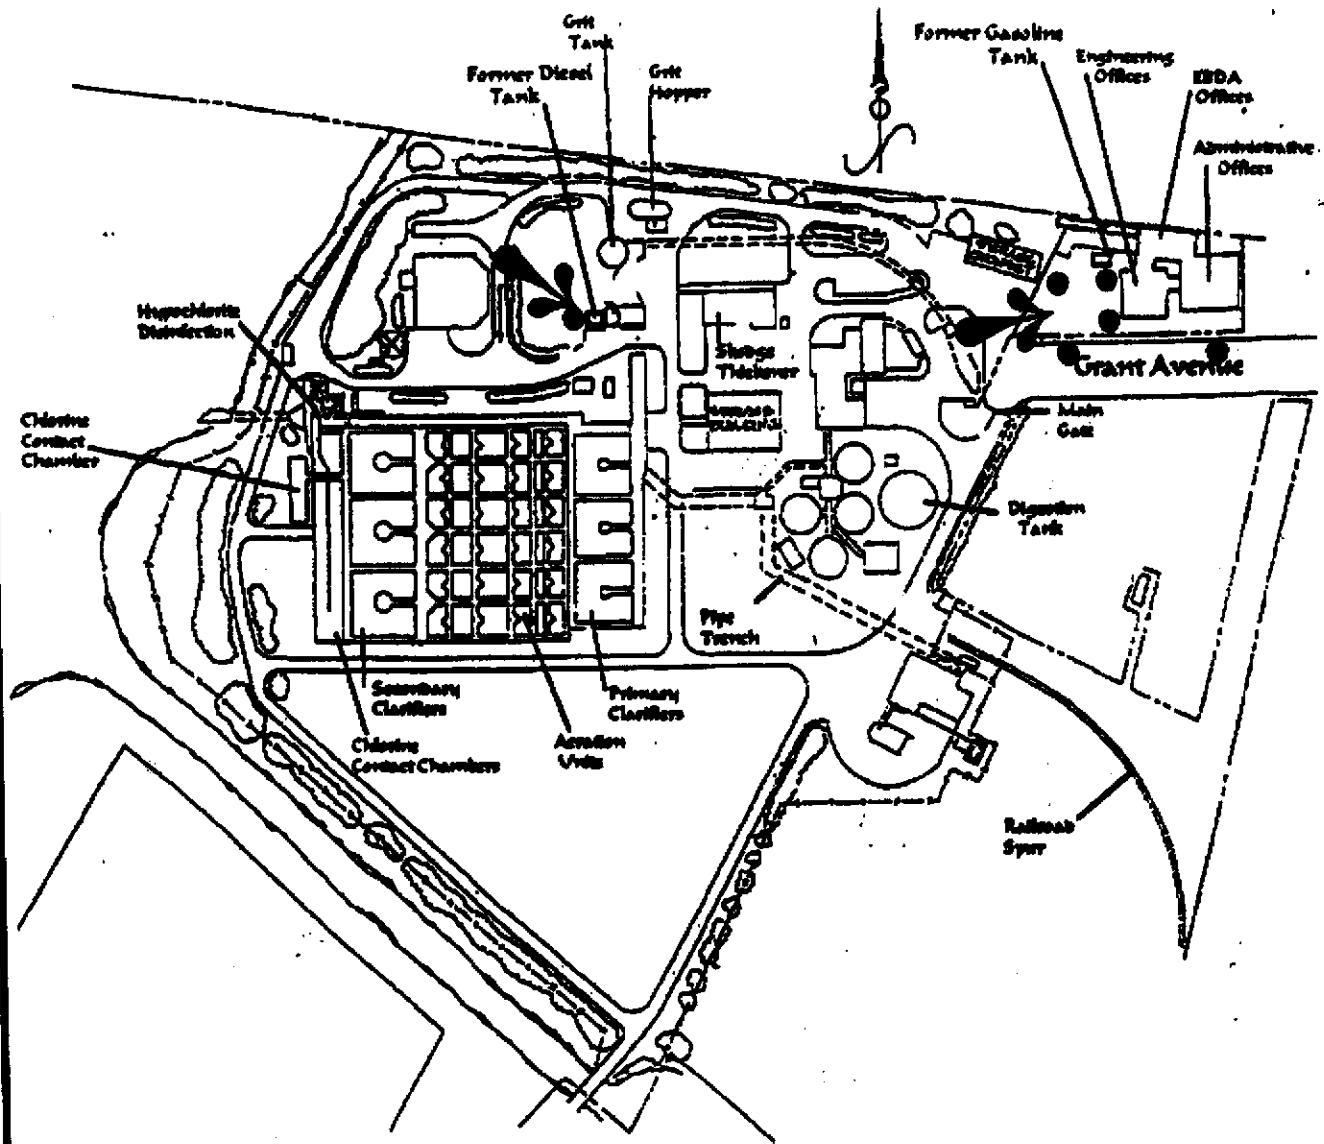 Grit
Tank
Former Diesel
Tank
Grit
Hopper
Former Gasoline
Tank
Engineering
Offices
EBDA
Offices
Administrative
Offices
Hypochlorite
Disinfection
Sludge
Thickener
Grant Avenue
Chlorine
Contact
Chamber
Main
Gate
Digestion
Tank
Pipe
Trench
Secondary
Clarifiers
Primary
Clarifiers
Chlorine
Contact Chambers
Aeration
Units
Railroad
Spur